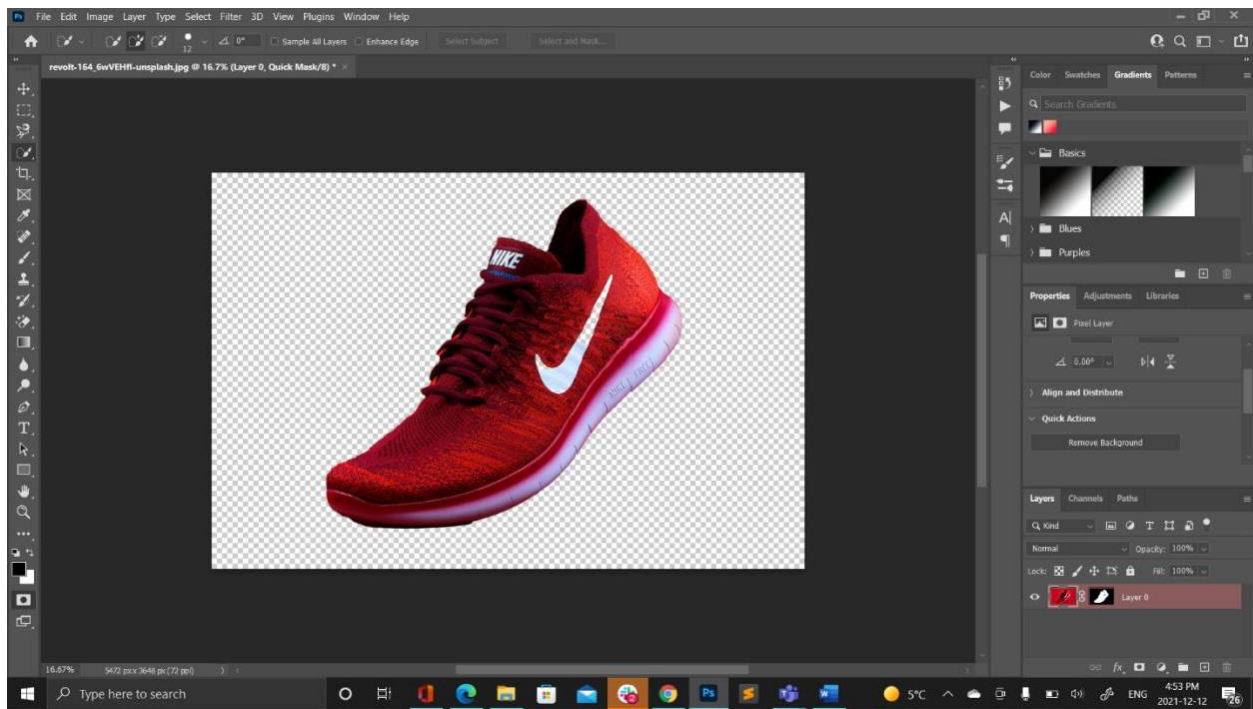 Ps File Edit Image Layer Type Select Filter 3D View Plugins Window Help
12 0° Sample All Layers Enhance Edge Select Subject Select and Mask...
revolt-164_6wVEHfI-unsplash.jpg @ 16.7% (Layer 0, Quick Mask/8) *
Color Swatches Gradients Patterns
Search Gradients
Basics
Blues
Purples
NIKE
Properties Adjustments Libraries
Pixel Layer
0.00°
Align and Distribute
Quick Actions
Remove Background
Layers Channels Paths
Kind
Normal Opacity: 100%
Lock: Fill: 100%
Layer 0
16.67% 5472 px x 3648 px (72 ppi)
Type here to search
5°C ENG 4:53 PM
2021-12-12
26